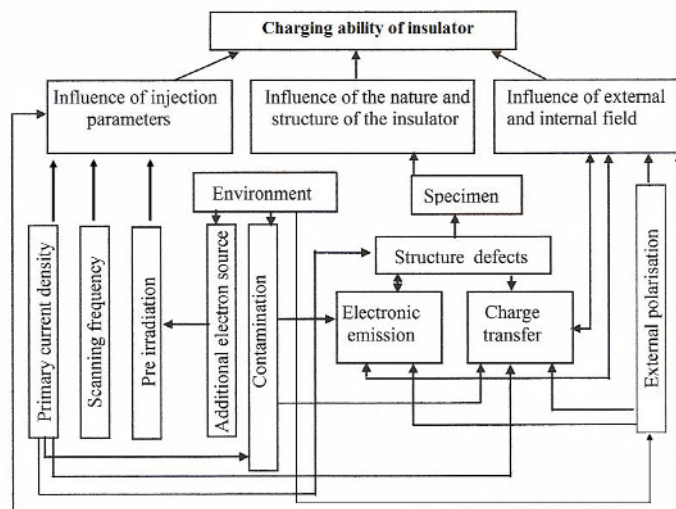 Charging ability of insulator
Influence of injection
parameters
Influence of the nature and
structure of the insulator
Influence of external
and internal field
Environment
Specimen
Structure defects
Primary current density
Scanning frequency
Pre irradiation
Additional electron source
Contamination
Electronic
emission
Charge
transfer
External polarisation